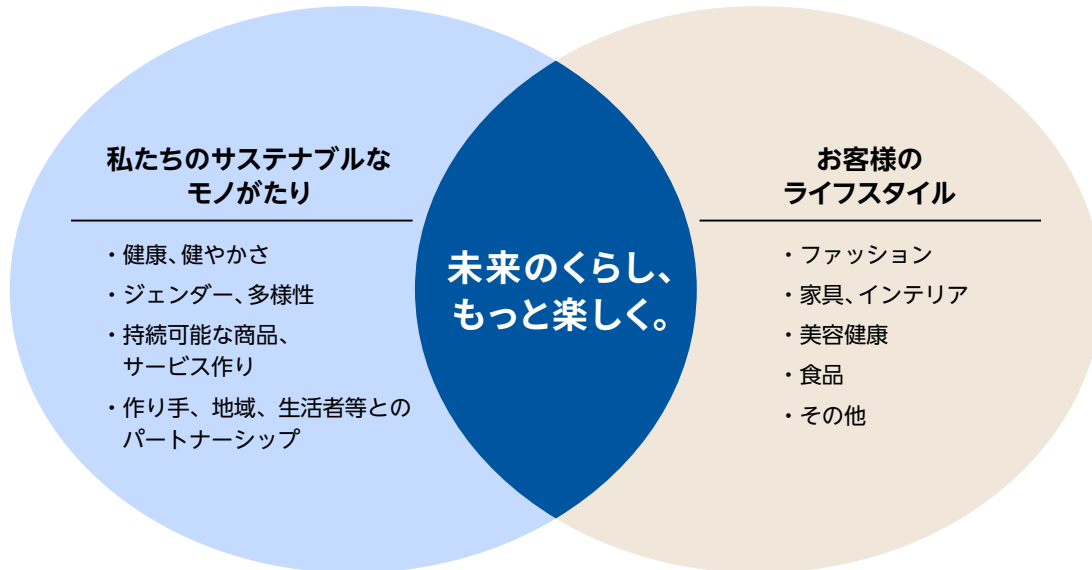 私たちのサステナブルな
モノがたり
・健康、健やかさ
・ジェンダー、多様性
・持続可能な商品、
サービス作り
・作り手、地域、生活者等との
パートナーシップ
未来のくらし、
もっと楽しく。
お客様の
ライフスタイル
・ファッション
・家具、インテリア
・美容健康
・食品
・その他